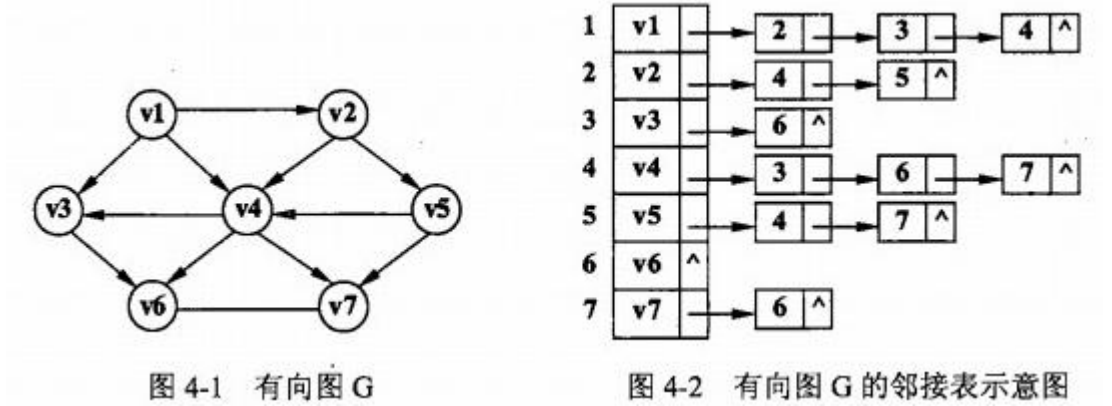 v1 v2
v3 v4 v5
v6 v7
图 4-1 有向图 G
1 v1 2 3 4 ^
2 v2 4 5 ^
3 v3 6 ^
4 v4 3 6 7 ^
5 v5 4 7 ^
6 v6 ^
7 v7 6 ^
图 4-2 有向图 G 的邻接表示意图